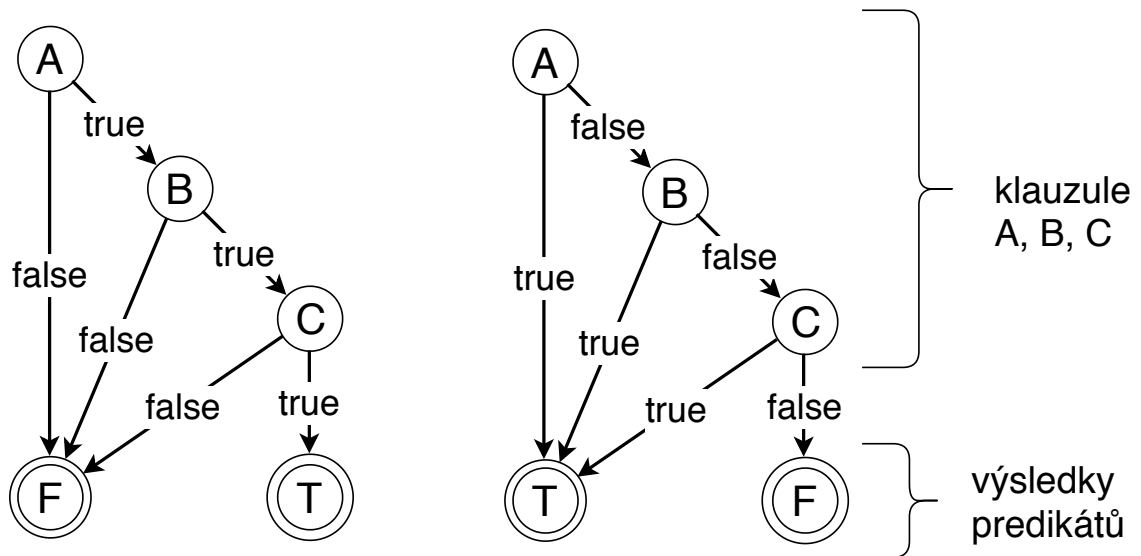 A
A
true
false
B
B
klauzule
A, B, C
false
true
true
false
C
C
false
true
false
true
true
false
F
T
T
F
výsledky
predikátů